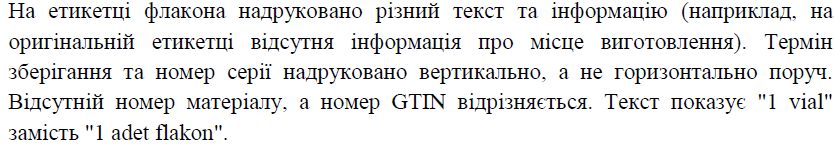 На етикетці флакона надруковано різний текст та інформацію (наприклад, на
оригінальній етикетці відсутня інформація про місце виготовлення). Термін
зберігання та номер серії надруковано вертикально, а не горизонтально поруч.
Відсутній номер матеріалу, а номер GTIN відрізняється. Текст показує "1 vial"
замість "1 adet flakon".